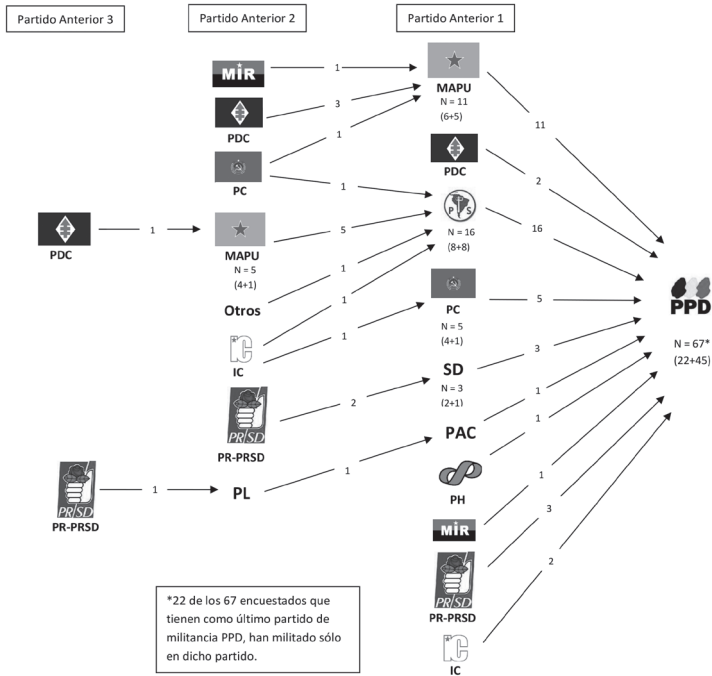 Partido Anterior 3
Partido Anterior 2
Partido Anterior 1
MiR
1
MAPU
N = 11
(6+5)
11
PDC
3
PC
1
1
PDC
2
PDC
1
MAPU
N = 5
(4+1)
5
P S
N = 16
(8+8)
16
Otros
1
IC
IC
1
1
PC
N = 5
(4+1)
5
PR/SD
PR-PRSD
2
SD
N = 3
(2+1)
3
PR/SD
PR-PRSD
1
PL
1
PAC
1
PH
1
MiR
1
PR/SD
PR-PRSD
3
IC
IC
2
PPD
N = 67*
(22+45)
*22 de los 67 encuestados que
tienen como último partido de
militancia PPD, han militado sólo
en dicho partido.